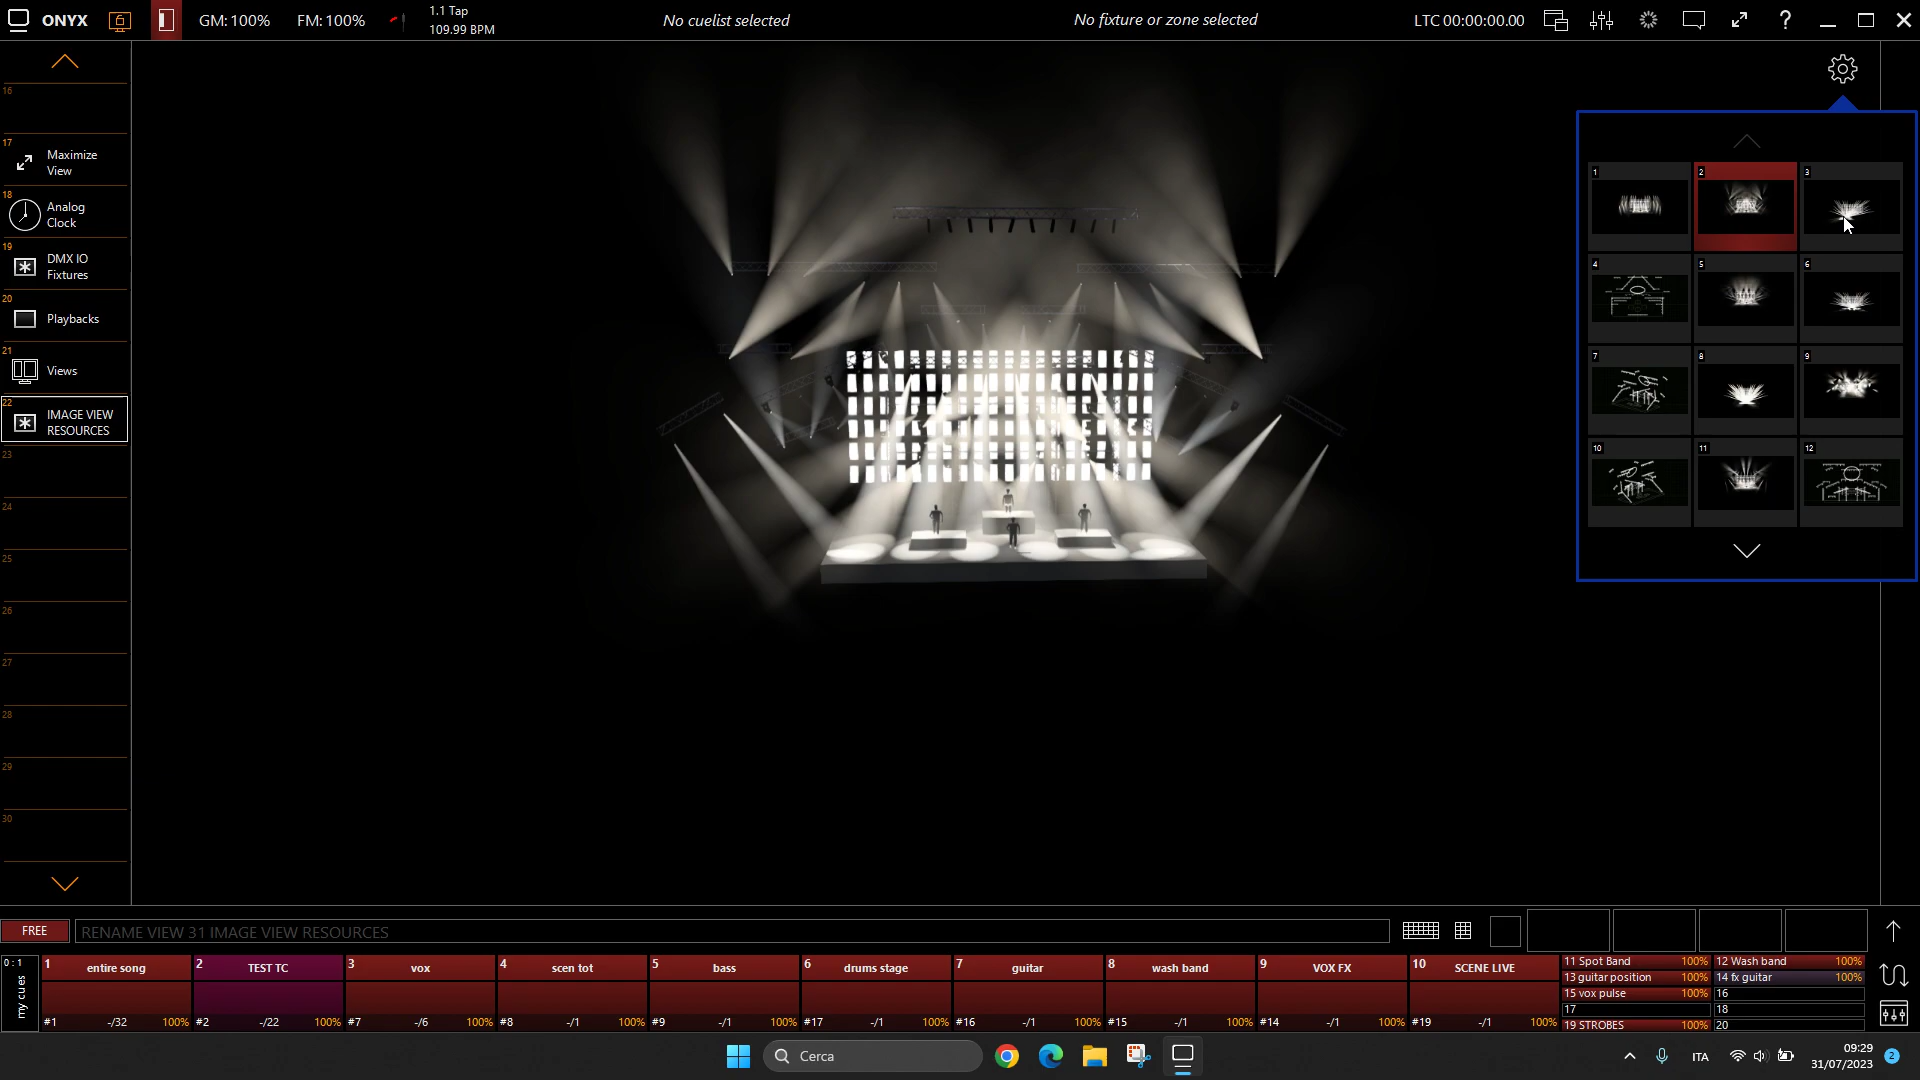 ONYX
GM: 100%
FM: 100%
1.1 Tap
109.99 BPM
No cuelist selected
No fixture or zone selected
LTC 00:00:00.00
?
16
17
Maximize
View
18
Analog
Clock
19
DMX IO
Fixtures
20
Playbacks
21
Views
22
IMAGE VIEW
RESOURCES
23
24
25
26
27
28
29
30
1
2
3
4
5
6
7
8
9
10
11
12
FREE
RENAME VIEW 31 IMAGE VIEW RESOURCES
0 : 1
my cues
1 entire song
#1 -/32 100%
2 TEST TC
#2 -/22 100%
3 vox
#7 -/6 100%
4 scen tot
#8 -/1 100%
5 bass
#9 -/1 100%
6 drums stage
#17 -/1 100%
7 guitar
#16 -/1 100%
8 wash band
#15 -/1 100%
9 VOX FX
#14 -/1 100%
10 SCENE LIVE
#19 -/1 100%
11 Spot Band 100%
12 Wash band 100%
13 guitar position 100%
14 fx guitar 100%
15 vox pulse 100%
16
17
18
19 STROBES 100%
20
Cerca
ITA
09:29
31/07/2023
2